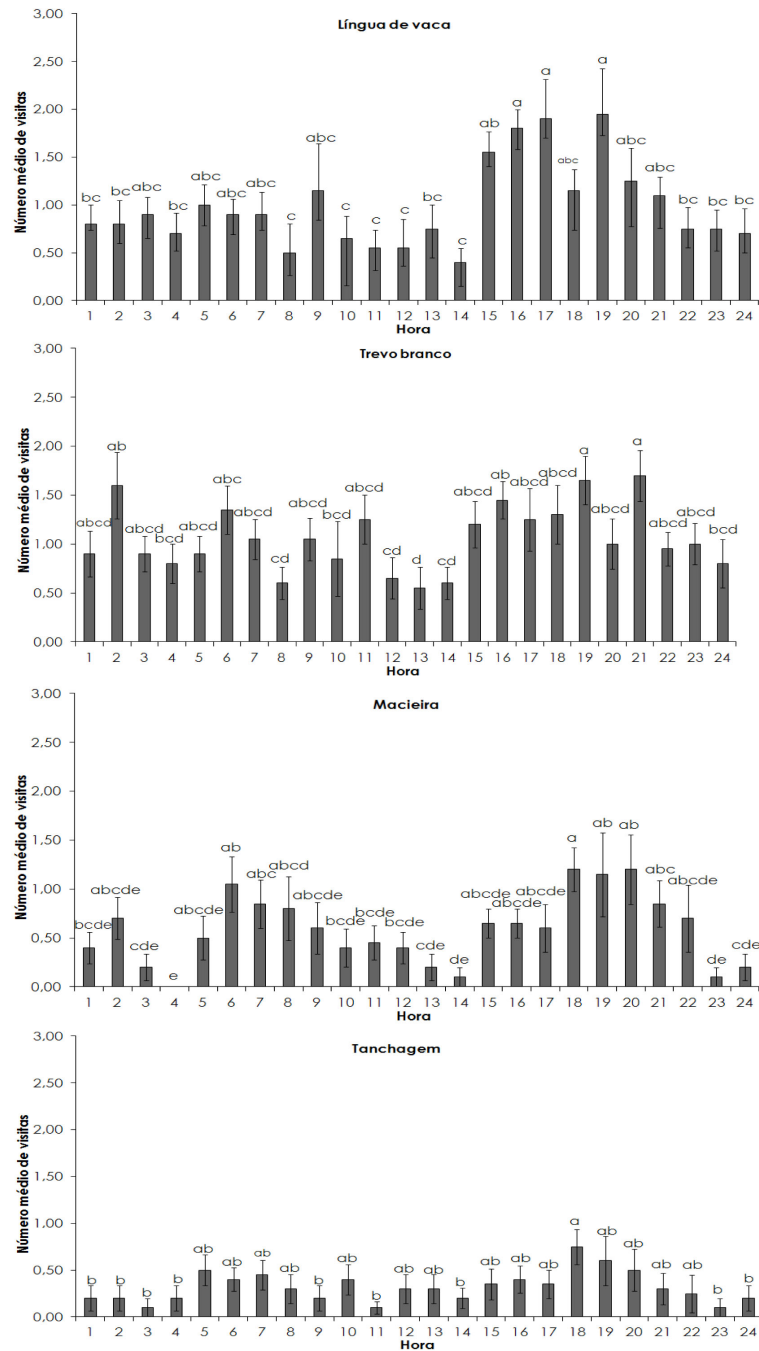 Língua de vaca
Número médio de visitas
3,00
2,50
2,00
1,50
1,00
0,50
0,00
bc bc abc bc abc abc abc c abc c c c c c ab a a abc a abc abc bc bc bc
1 2 3 4 5 6 7 8 9 10 11 12 13 14 15 16 17 18 19 20 21 22 23 24
Hora
Trevo branco
Número médio de visitas
3,00
2,50
2,00
1,50
1,00
0,50
0,00
abcd ab abcd bcd abcd abc abcd cd abcd bcd abcd cd d cd abcd ab abcd abcd a abcd a abcd abcd bcd
1 2 3 4 5 6 7 8 9 10 11 12 13 14 15 16 17 18 19 20 21 22 23 24
Hora
Macieira
Número médio de visitas
3,00
2,50
2,00
1,50
1,00
0,50
0,00
bcde abcde cde e abcde ab abc abcd abcde bcde bcde bcde cde de abcde abcde abcde a ab ab abc abcde de cde
1 2 3 4 5 6 7 8 9 10 11 12 13 14 15 16 17 18 19 20 21 22 23 24
Hora
Tanchagem
Número médio de visitas
3,00
2,50
2,00
1,50
1,00
0,50
0,00
b b b b ab ab ab ab b ab b ab ab b ab ab ab a ab ab ab ab b b
1 2 3 4 5 6 7 8 9 10 11 12 13 14 15 16 17 18 19 20 21 22 23 24
Hora